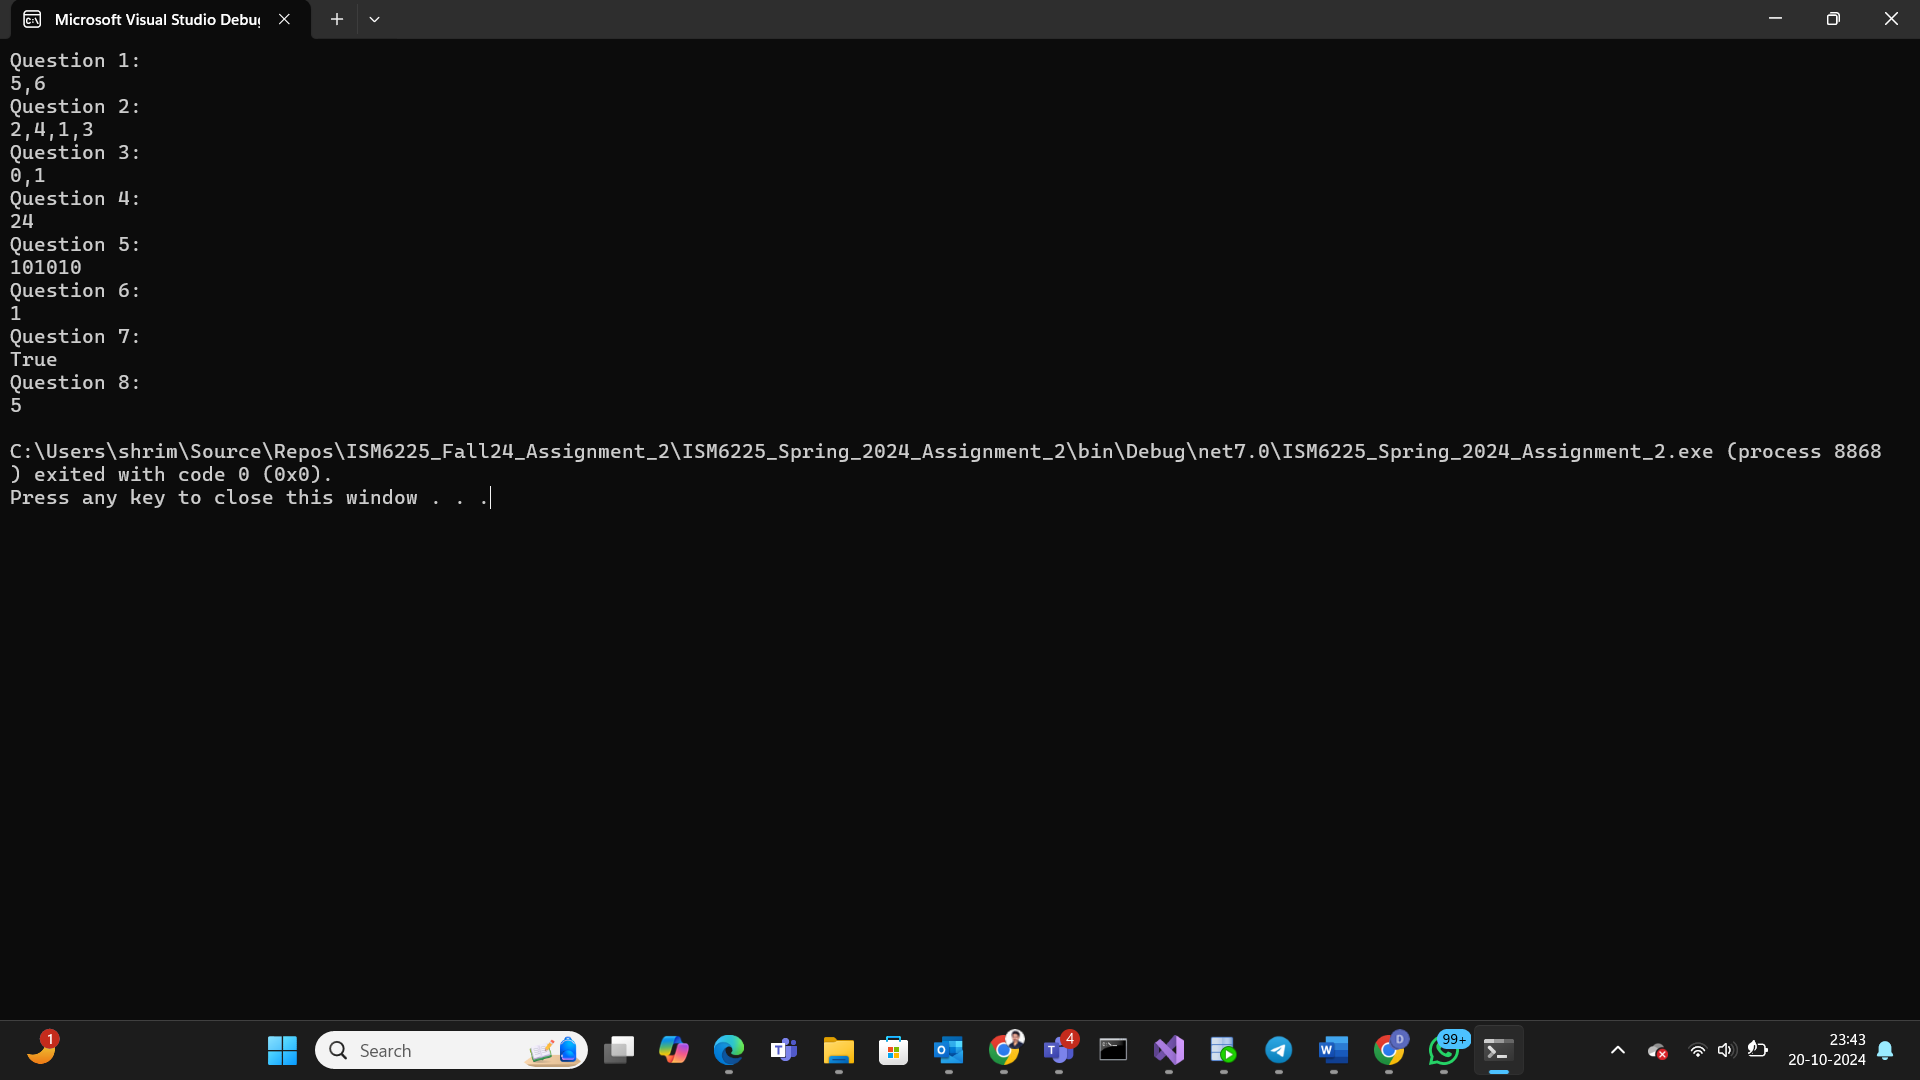 Microsoft Visual Studio Debu
Question 1:
5,6
Question 2:
2,4,1,3
Question 3:
0,1
Question 4:
24
Question 5:
101010
Question 6:
1
Question 7:
True
Question 8:
5
C:\Users\shrim\Source\Repos\ISM6225_Fall24_Assignment_2\ISM6225_Spring_2024_Assignment_2\bin\Debug\net7.0\ISM6225_Spring_2024_Assignment_2.exe (process 8868
) exited with code 0 (0x0).
Press any key to close this window . . .
1
Search
4
D
99+
23:43
20-10-2024